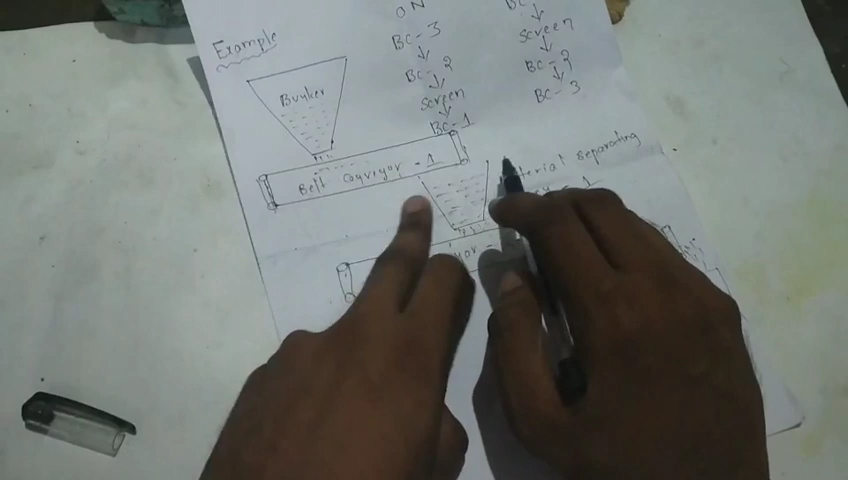 Example
ON
BC-3
BC-2
Screen
BC-1
BC
Screen
BC-2
BC-3
Bunker
Belt Conveyor - 1
separating